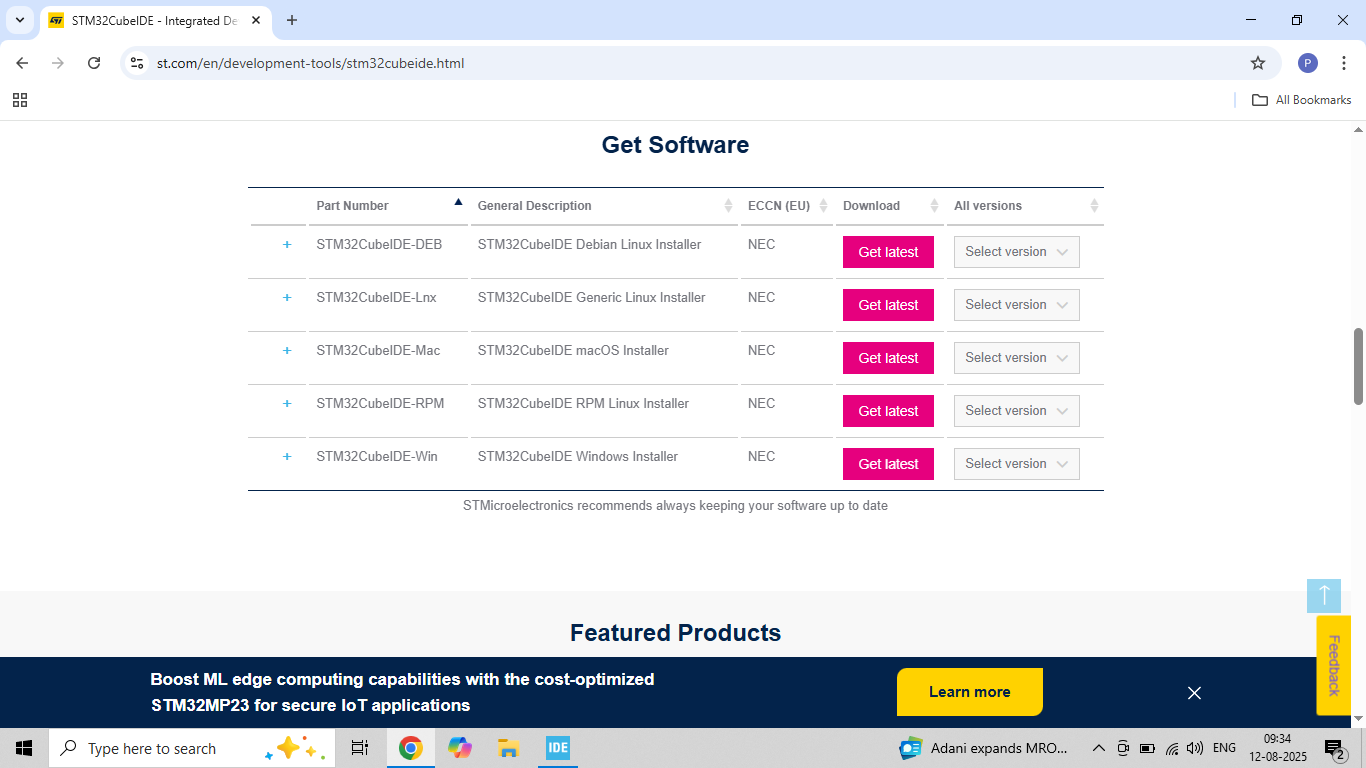 STM32CubeIDE - Integrated De
st.com/en/development-tools/stm32cubeide.html
P
All Bookmarks
Get Software
Part Number General Description ECCN (EU) Download All versions
+ STM32CubeIDE-DEB STM32CubeIDE Debian Linux Installer NEC Get latest Select version
+ STM32CubeIDE-Lnx STM32CubeIDE Generic Linux Installer NEC Get latest Select version
+ STM32CubeIDE-Mac STM32CubeIDE macOS Installer NEC Get latest Select version
+ STM32CubeIDE-RPM STM32CubeIDE RPM Linux Installer NEC Get latest Select version
+ STM32CubeIDE-Win STM32CubeIDE Windows Installer NEC Get latest Select version
STMicroelectronics recommends always keeping your software up to date
Featured Products
Feedback
Boost ML edge computing capabilities with the cost-optimized
STM32MP23 for secure IoT applications
Learn more
Type here to search
IDE
Adani expands MRO...
ENG
09:34
12-08-2025
2